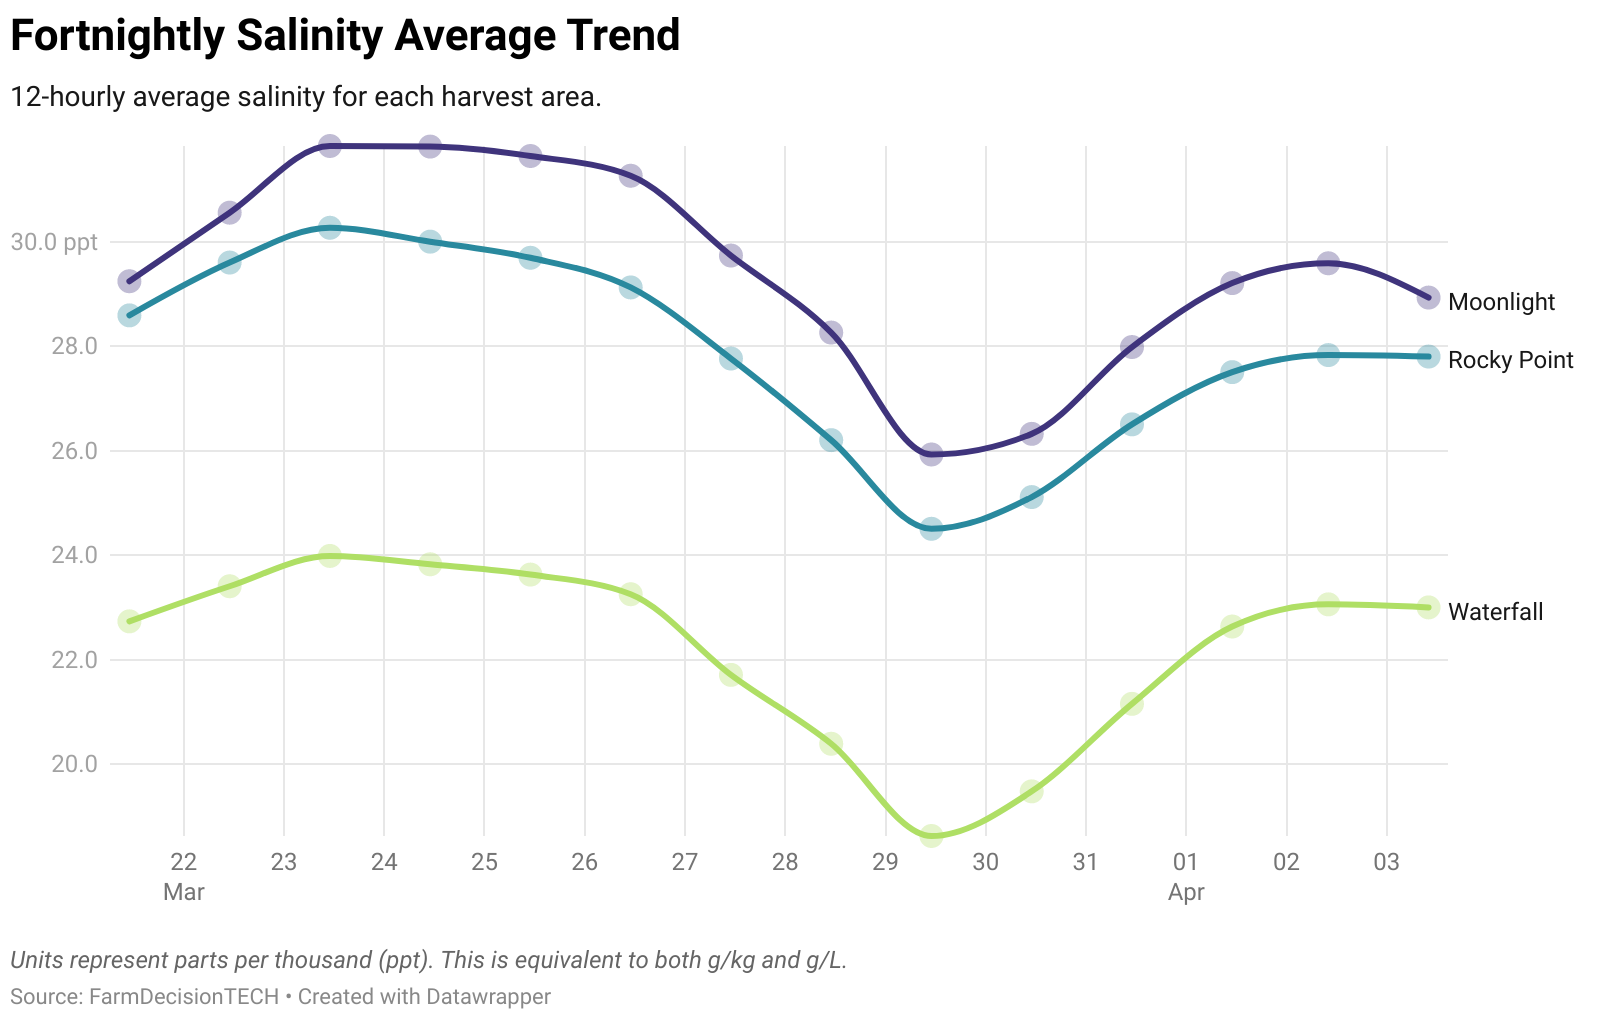 Fortnightly Salinity Average Trend
12-hourly average salinity for each harvest area.
30.0 ppt
28.0
26.0
24.0
22.0
20.0
Moonlight
Rocky Point
Waterfall
22 23 24 25 26 27 28 29 30 31 01 02 03
Mar Apr
Units represent parts per thousand (ppt). This is equivalent to both g/kg and g/L.
Source: FarmDecisionTECH • Created with Datawrapper